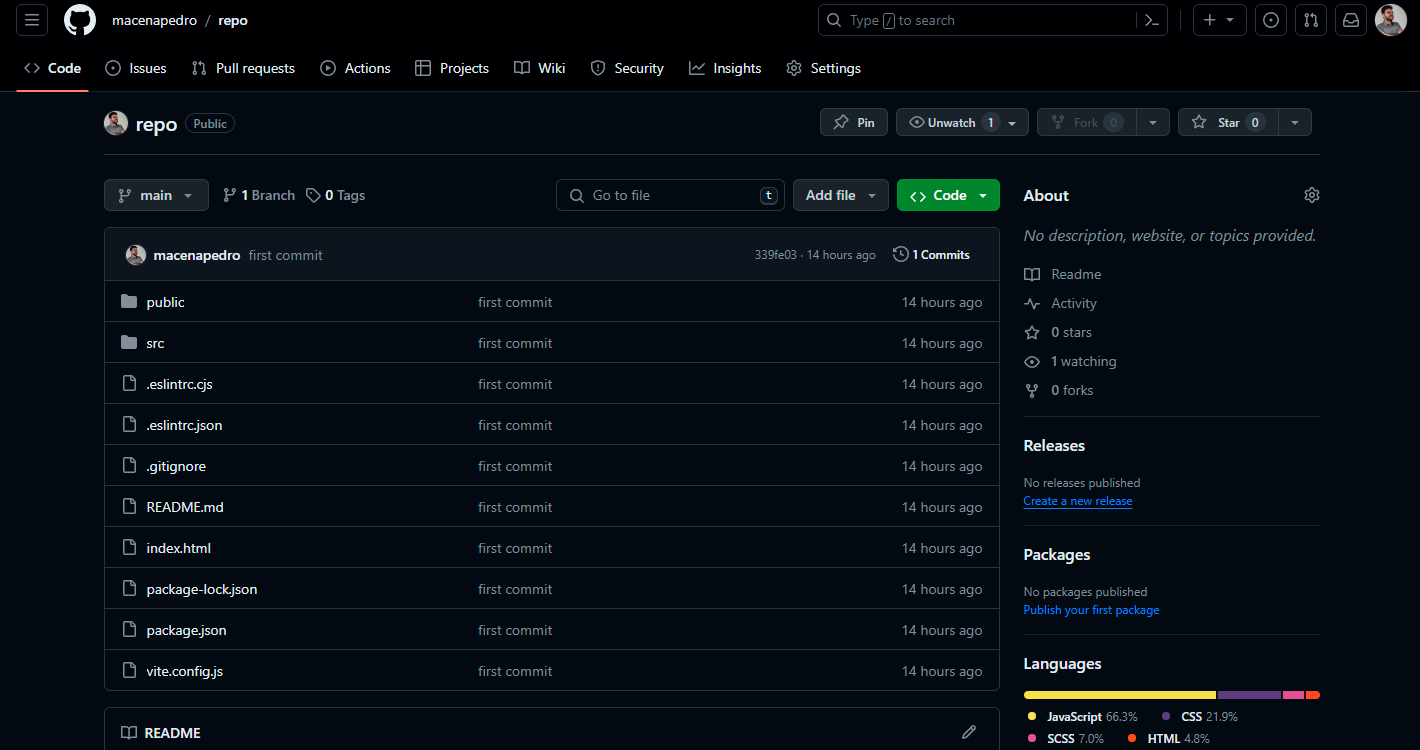 macenapedro / repo
Type / to search
Code Issues Pull requests Actions Projects Wiki Security Insights Settings
repo Public
Pin Unwatch 1 Fork 0 Star 0
main 1 Branch 0 Tags Go to file t Add file Code
macenapedro first commit 339fe03 · 14 hours ago 1 Commits
public first commit 14 hours ago
src first commit 14 hours ago
.eslintrc.cjs first commit 14 hours ago
.eslintrc.json first commit 14 hours ago
.gitignore first commit 14 hours ago
README.md first commit 14 hours ago
index.html first commit 14 hours ago
package-lock.json first commit 14 hours ago
package.json first commit 14 hours ago
vite.config.js first commit 14 hours ago
README
About
No description, website, or topics provided.
Readme
Activity
0 stars
1 watching
0 forks
Releases
No releases published
Create a new release
Packages
No packages published
Publish your first package
Languages
JavaScript 66.3% CSS 21.9%
SCSS 7.0% HTML 4.8%